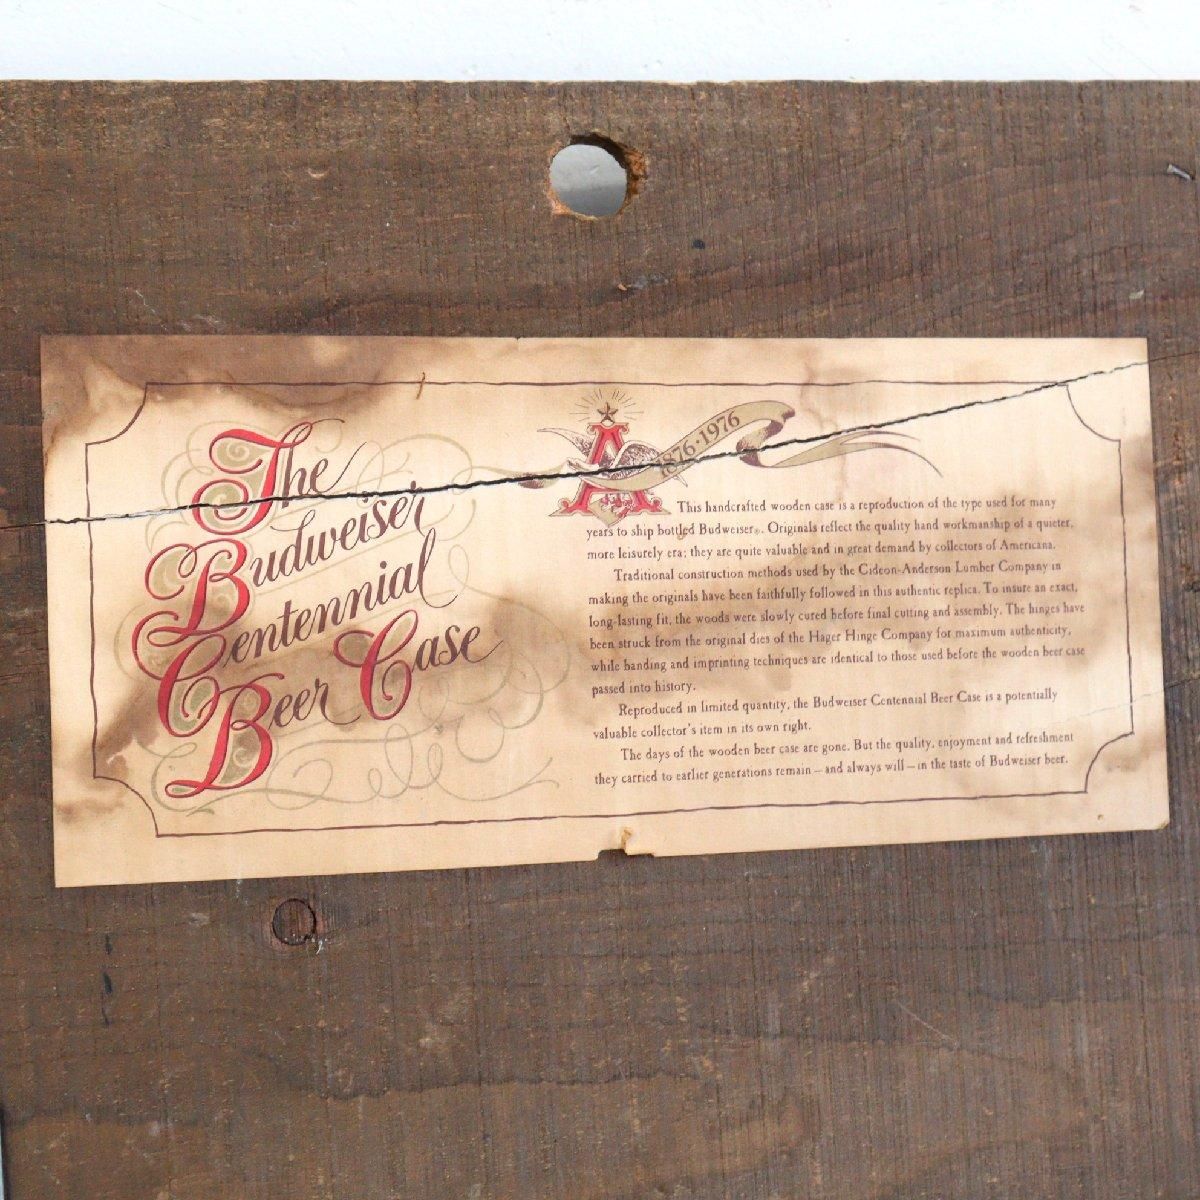 The
Budweiser
Centennial
Beer Case
A
1876·1976
This handcrafted wooden case is a reproduction of the type used for many
years to ship bottled Budweiser®. Originals reflect the quality hand workmanship of a quieter,
more leisurely era; they are quite valuable and in great demand by collectors of Americana.
Traditional construction methods used by the Gideon-Anderson Lumber Company in
making the originals have been faithfully followed in this authentic replica. To insure an exact,
long-lasting fit, the woods were slowly cured before final cutting and assembly. The hinges have
been struck from the original dies of the Hager Hinge Company for maximum authenticity,
while banding and imprinting techniques are identical to those used before the wooden beer case
passed into history.
Reproduced in limited quantity, the Budweiser Centennial Beer Case is a potentially
valuable collector's item in its own right.
The days of the wooden beer case are gone. But the quality, enjoyment and refreshment
they carried to earlier generations remain — and always will — in the taste of Budweiser beer.